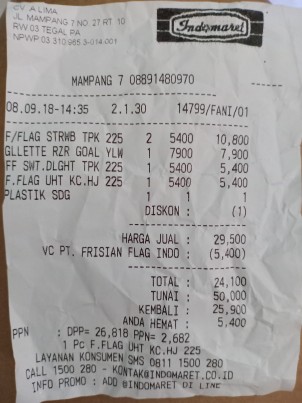 CV. A LIMA
JL. MAMPANG 7 NO. 27 RT 10
RW 03 TEGAL PA
NPWP 03.310.965.3-014.001
Indomaret
MAMPANG 7 08891480970
08.09.18-14:35 2.1.30 14799/FANI/01
F/FLAG STRWB TPK 225 2 5400 10,800
GLLETTE RZR GOAL YLW 1 7900 7,900
FF SWT.DLGHT TPK 225 1 5400 5,400
F.FLAG UHT KC.HJ 225 1 5400 5,400
PLASTIK SDG 1 1 1
DISKON : (1)
HARGA JUAL : 29,500
VC PT. FRISIAN FLAG INDO : (5,400)
TOTAL : 24,100
TUNAI : 50,000
KEMBALI : 25,900
ANDA HEMAT : 5,400
PPN : DPP= 26,818 PPN= 2,682
1 Pc F.FLAG UHT KC.HJ 225
LAYANAN KONSUMEN SMS 0811 1500 280
CALL 1500 280 - KONTAK@INDOMARET.CO.ID
INFO PROMO : ADD @INDOMARET DI LINE